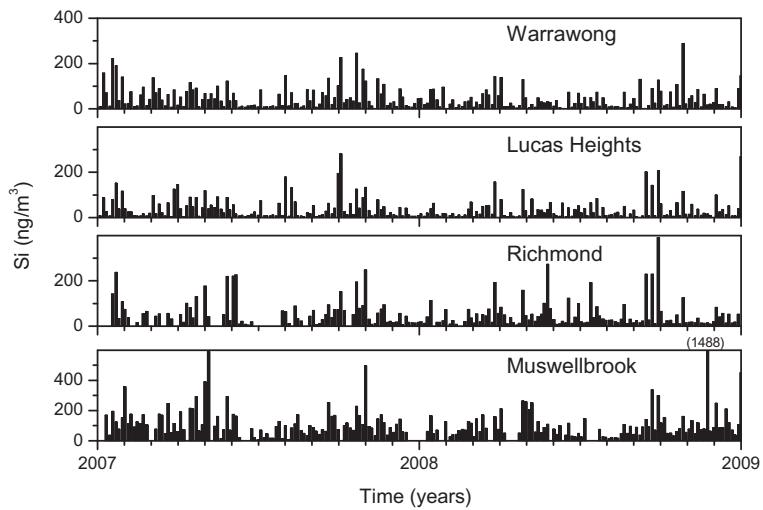 400
Warrawong
200
0
Lucas Heights
200
0
Si (ng/m³)
Richmond
200
0
(1488)
Muswellbrook
400
200
0
2007
2008
2009
Time (years)